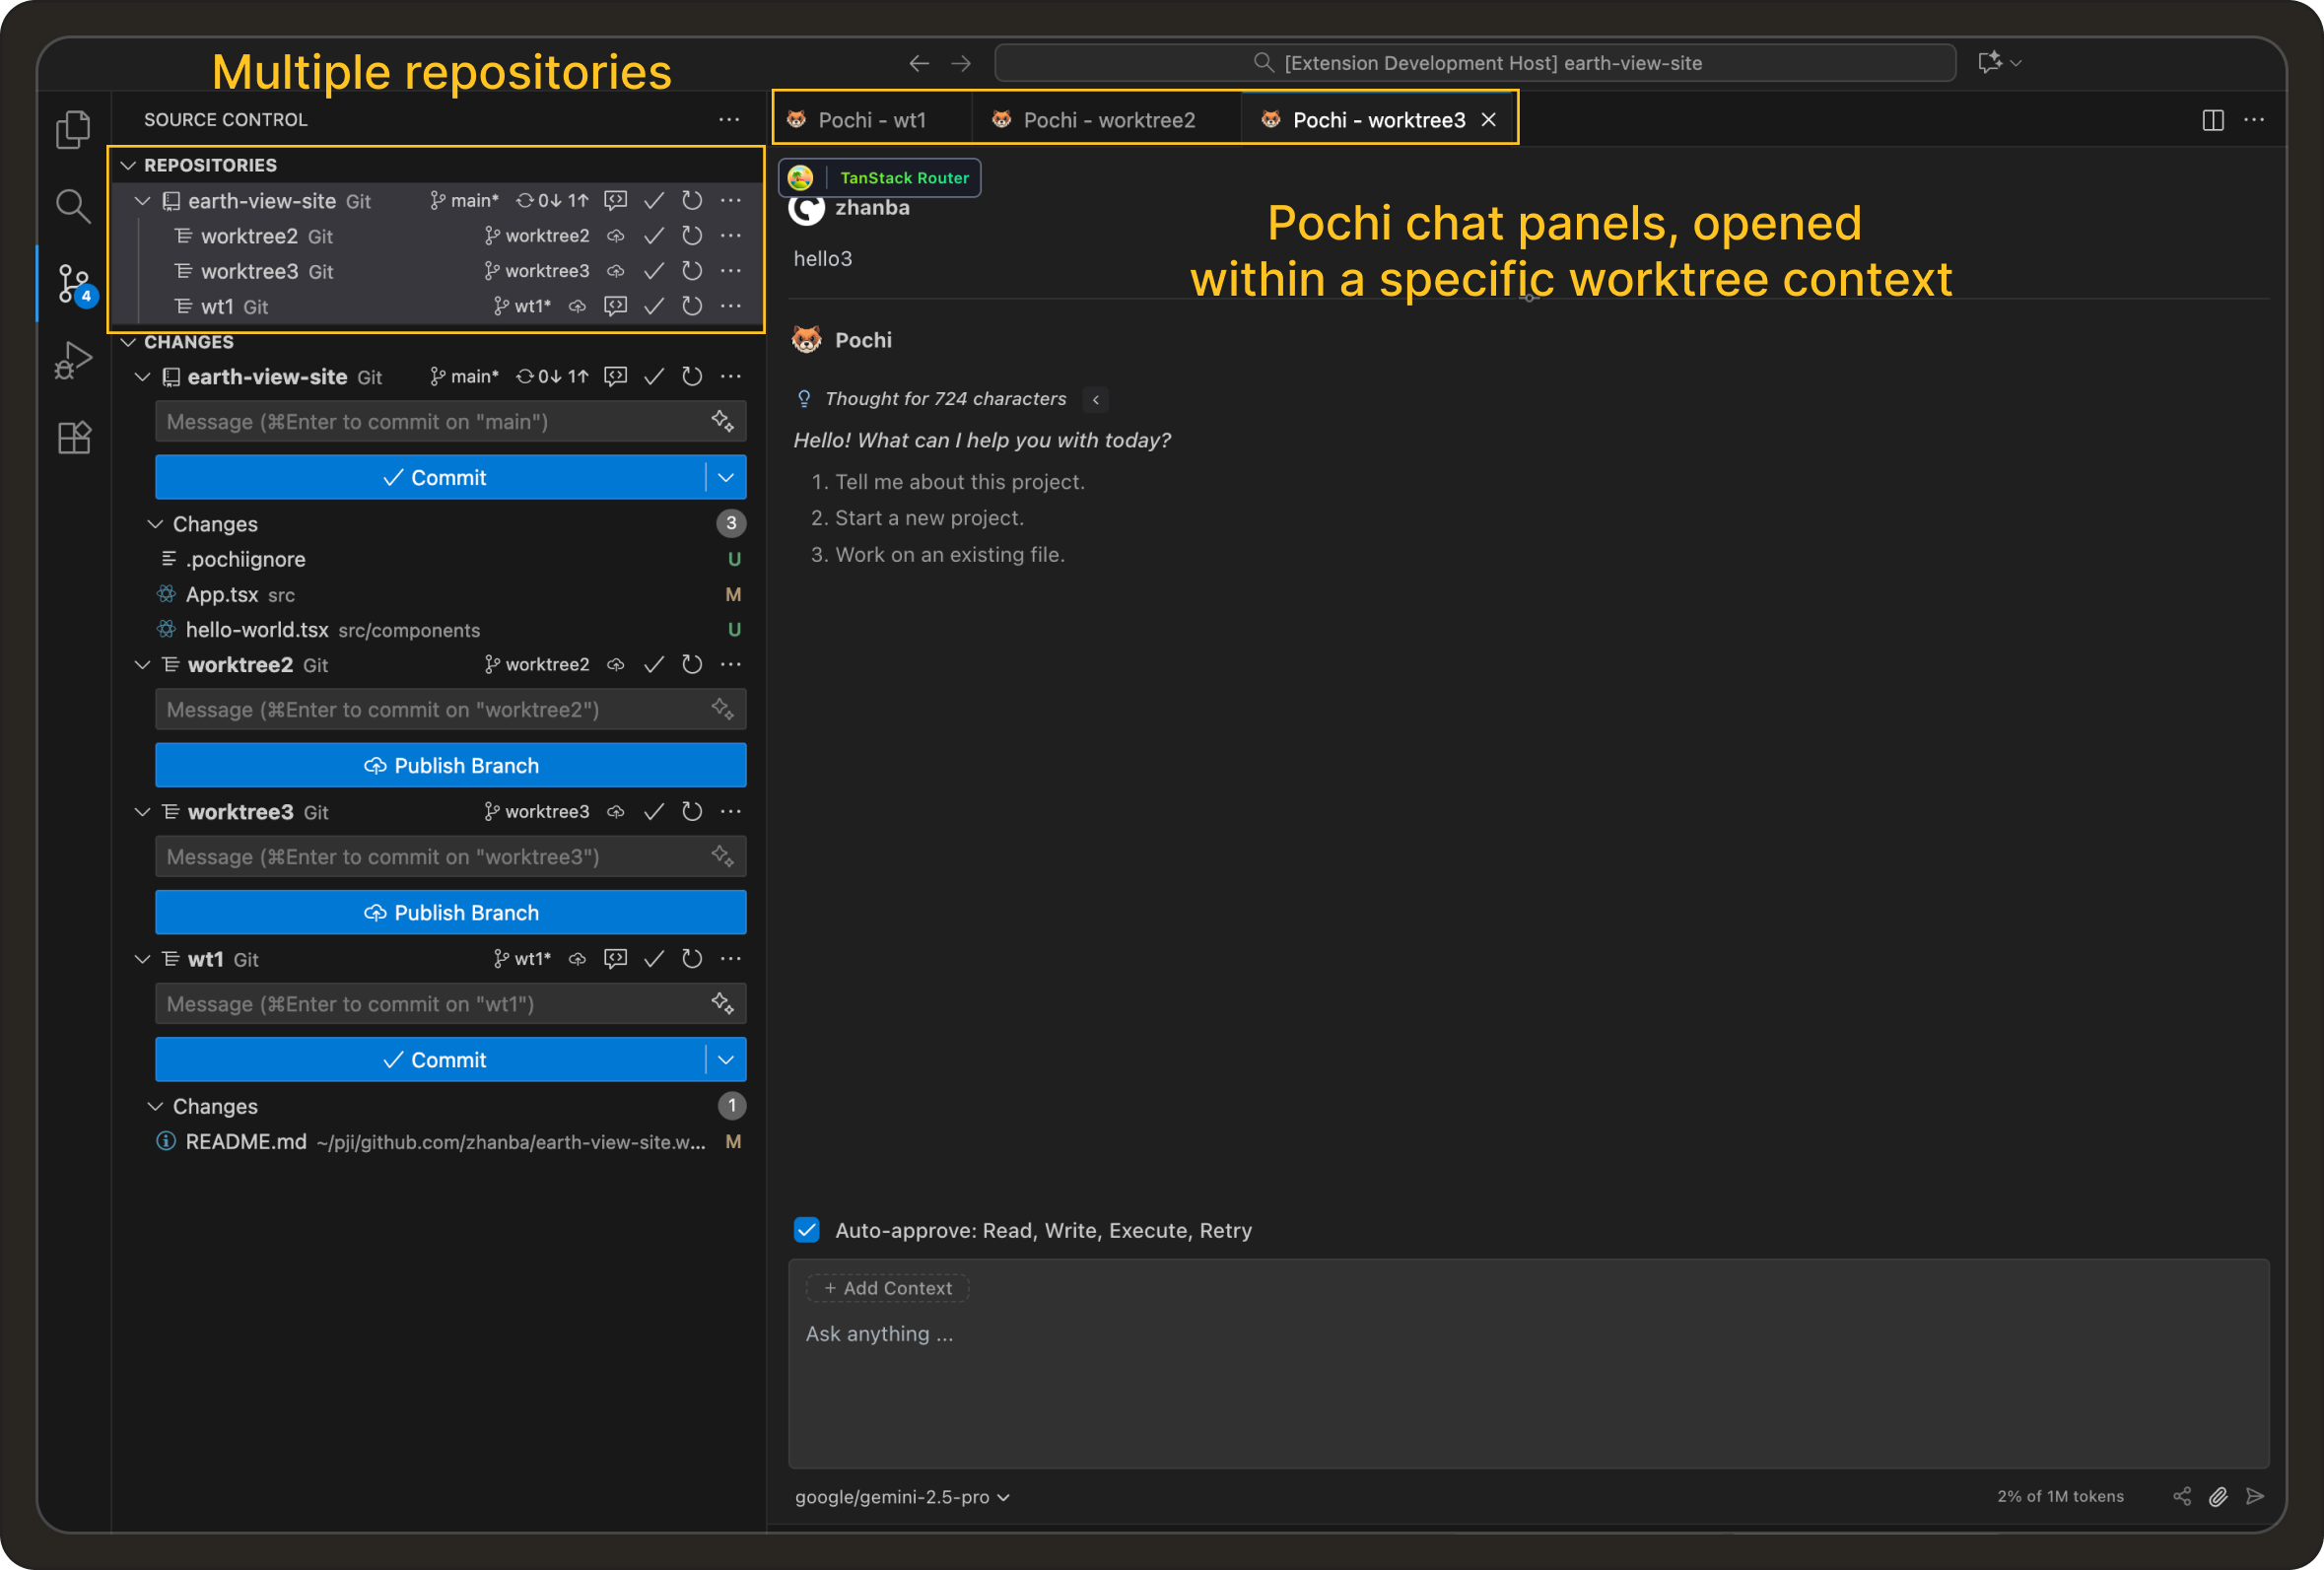 Multiple repositories
[Extension Development Host] earth-view-site
SOURCE CONTROL
REPOSITORIES
earth-view-site Git main* 0↓ 1↑
worktree2 Git worktree2
worktree3 Git worktree3
wt1 Git wt1*
4
CHANGES
earth-view-site Git main* 0↓ 1↑
Message (⌘Enter to commit on "main")
Commit
Changes 3
.pochiignore U
App.tsx src M
hello-world.tsx src/components U
worktree2 Git worktree2
Message (⌘Enter to commit on "worktree2")
Publish Branch
worktree3 Git worktree3
Message (⌘Enter to commit on "worktree3")
Publish Branch
wt1 Git wt1*
Message (⌘Enter to commit on "wt1")
Commit
Changes 1
README.md ~/pji/github.com/zhanba/earth-view-site.w... M
Pochi - wt1
Pochi - worktree2
Pochi - worktree3
TanStack Router
zhanba
hello3
Pochi chat panels, opened
within a specific worktree context
Pochi
Thought for 724 characters
Hello! What can I help you with today?
1. Tell me about this project.
2. Start a new project.
3. Work on an existing file.
Auto-approve: Read, Write, Execute, Retry
+ Add Context
Ask anything ...
google/gemini-2.5-pro
2% of 1M tokens